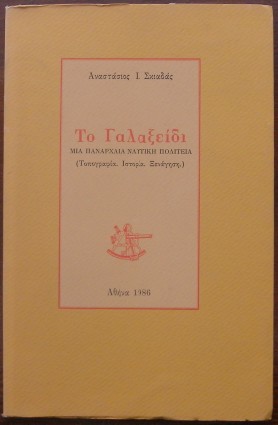 Αναστάσιος Ι. Σκιαδάς
Το Γαλαξείδι
ΜΙΑ ΠΑΝΑΡΧΑΙΑ ΝΑΥΤΙΚΗ ΠΟΛΙΤΕΙΑ
(Τοπογραφία. Ιστορία. Ξενάγηση.)
Αθήνα 1986